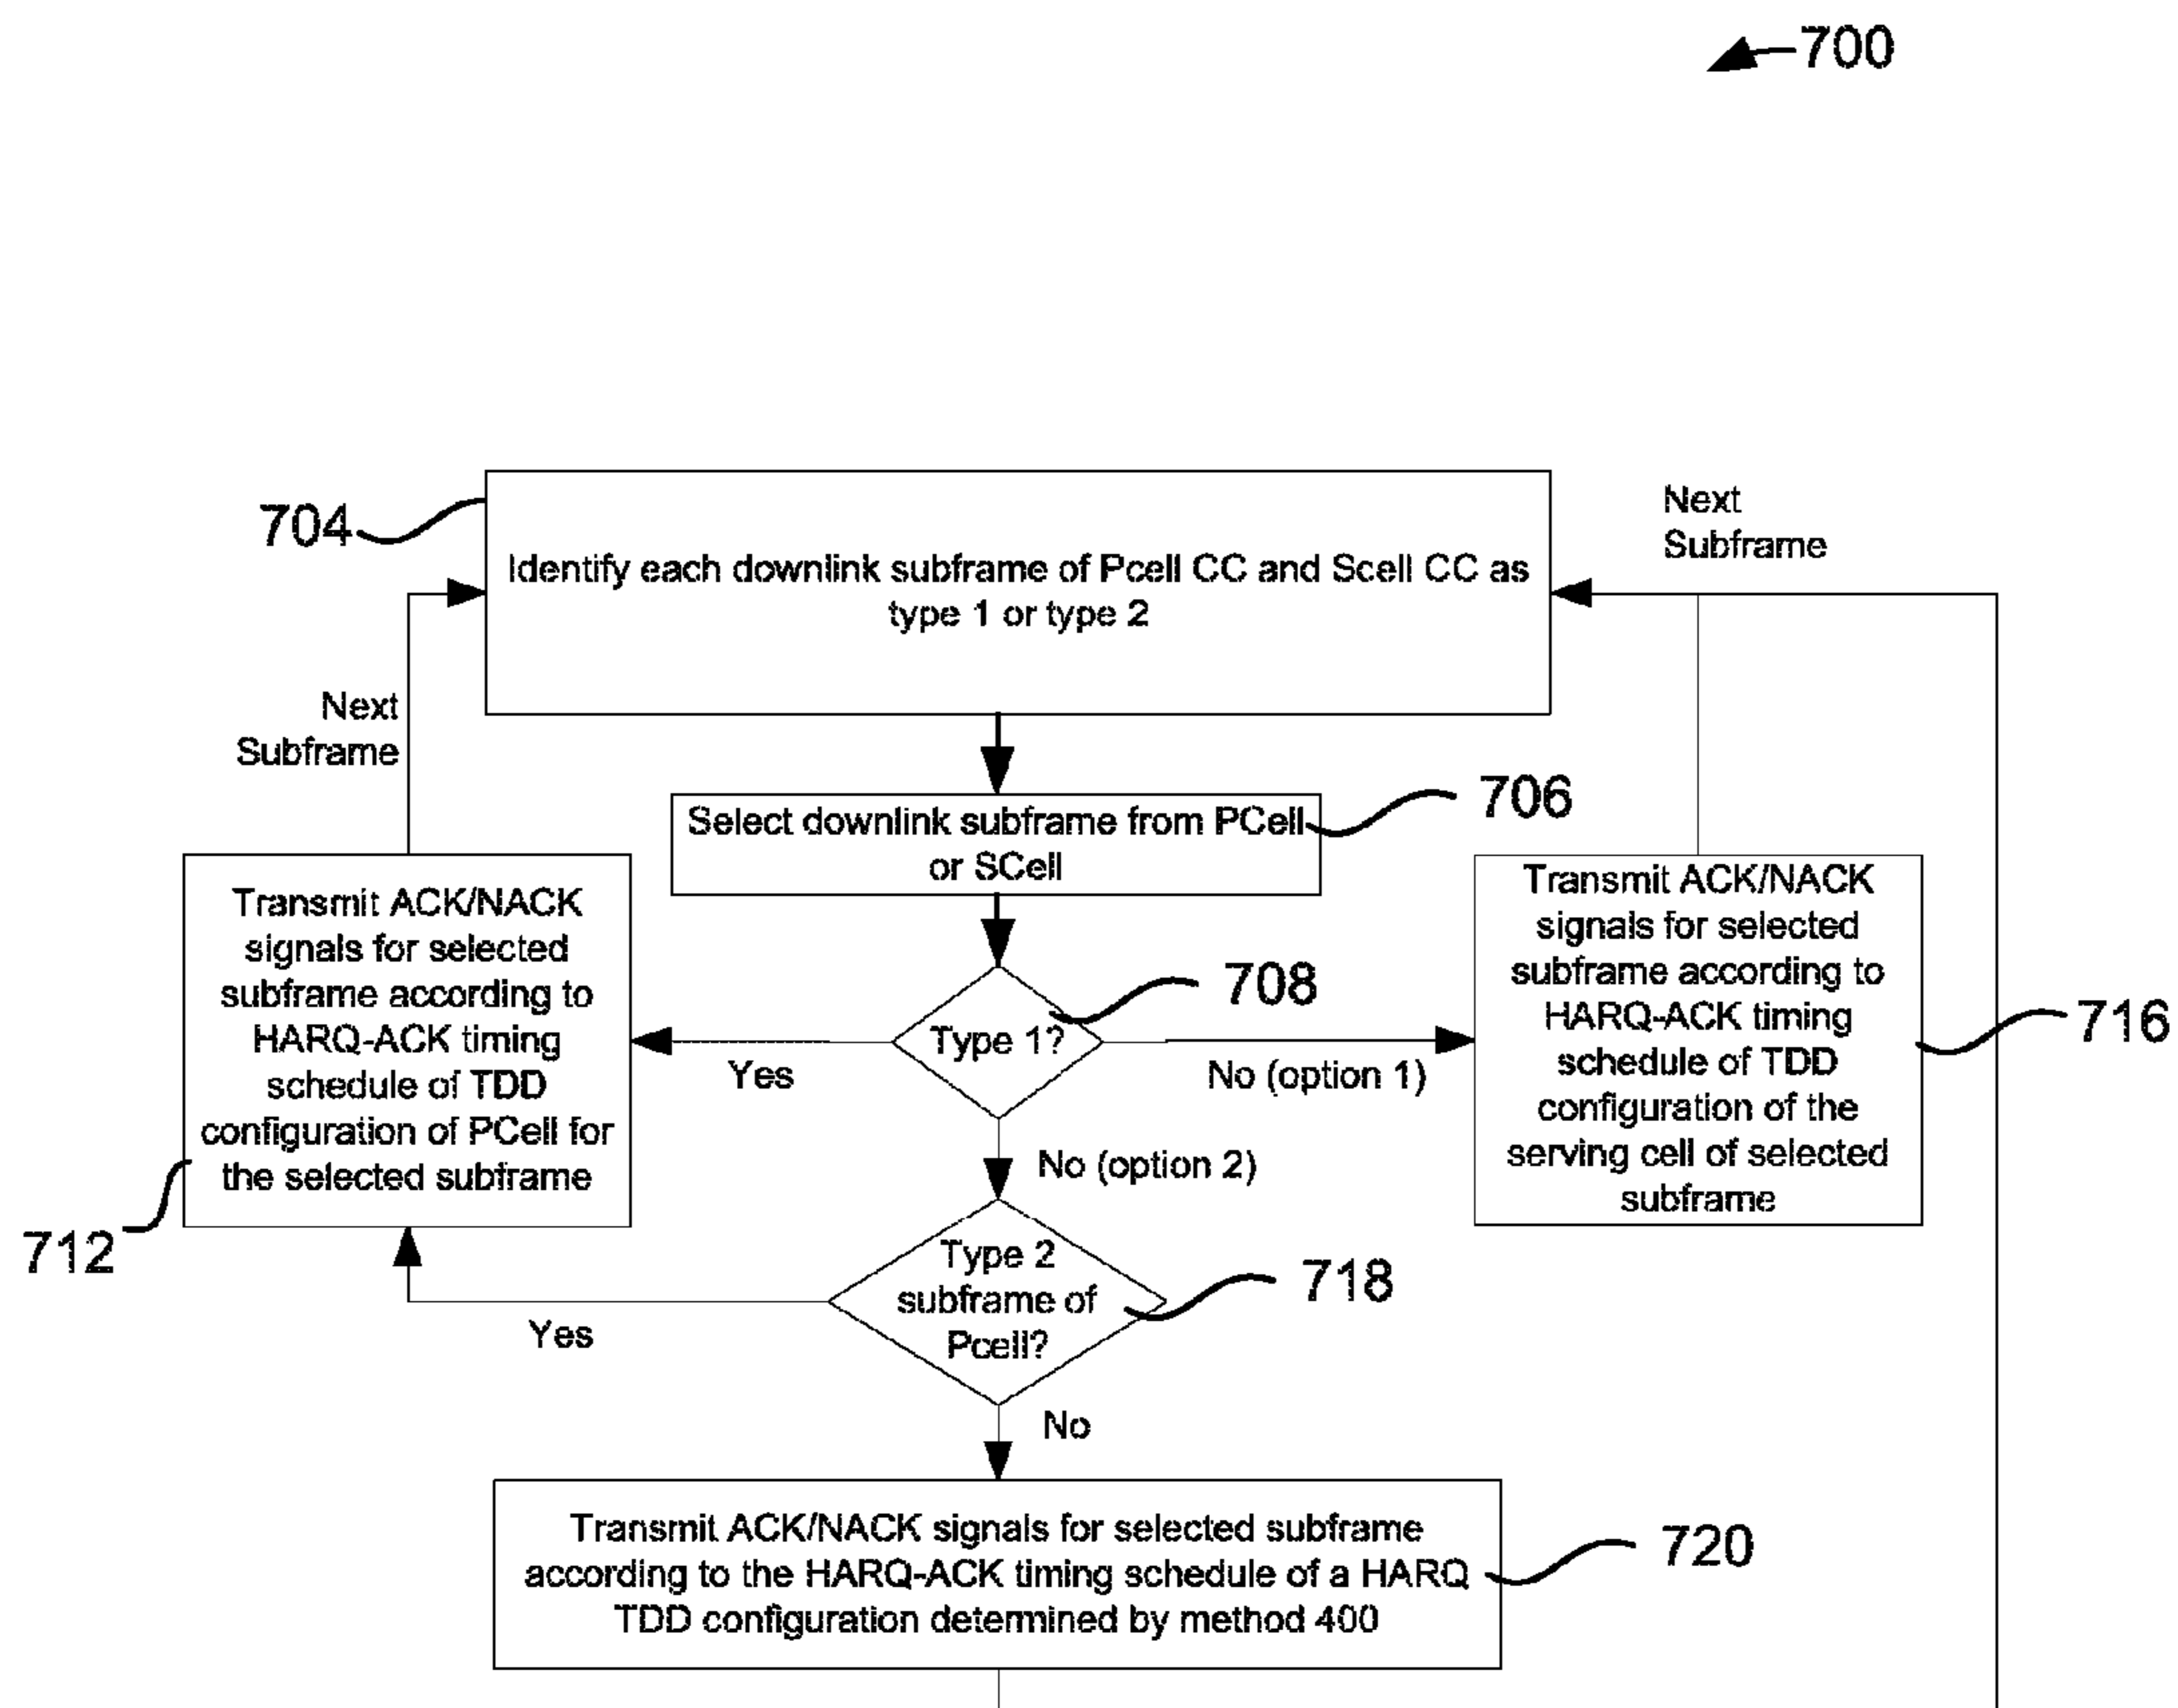 700
704
Identify each downlink subframe of Pcell CC and Scell CC as
type 1 or type 2
Next
Subframe
Next
Subframe
Select downlink subframe from PCell
or SCell
706
Transmit ACK/NACK
signals for selected
subframe according to
HARQ-ACK timing
schedule of TDD
configuration of PCell for
the selected subframe
712
Type 1?
708
Yes
No (option 1)
Transmit ACK/NACK
signals for selected
subframe according to
HARQ-ACK timing
schedule of TDD
configuration of the
serving cell of selected
subframe
716
No (option 2)
Type 2
subframe of
Pcell?
718
Yes
No
Transmit ACK/NACK signals for selected subframe
according to the HARQ-ACK timing schedule of a HARQ
TDD configuration determined by method 400
720